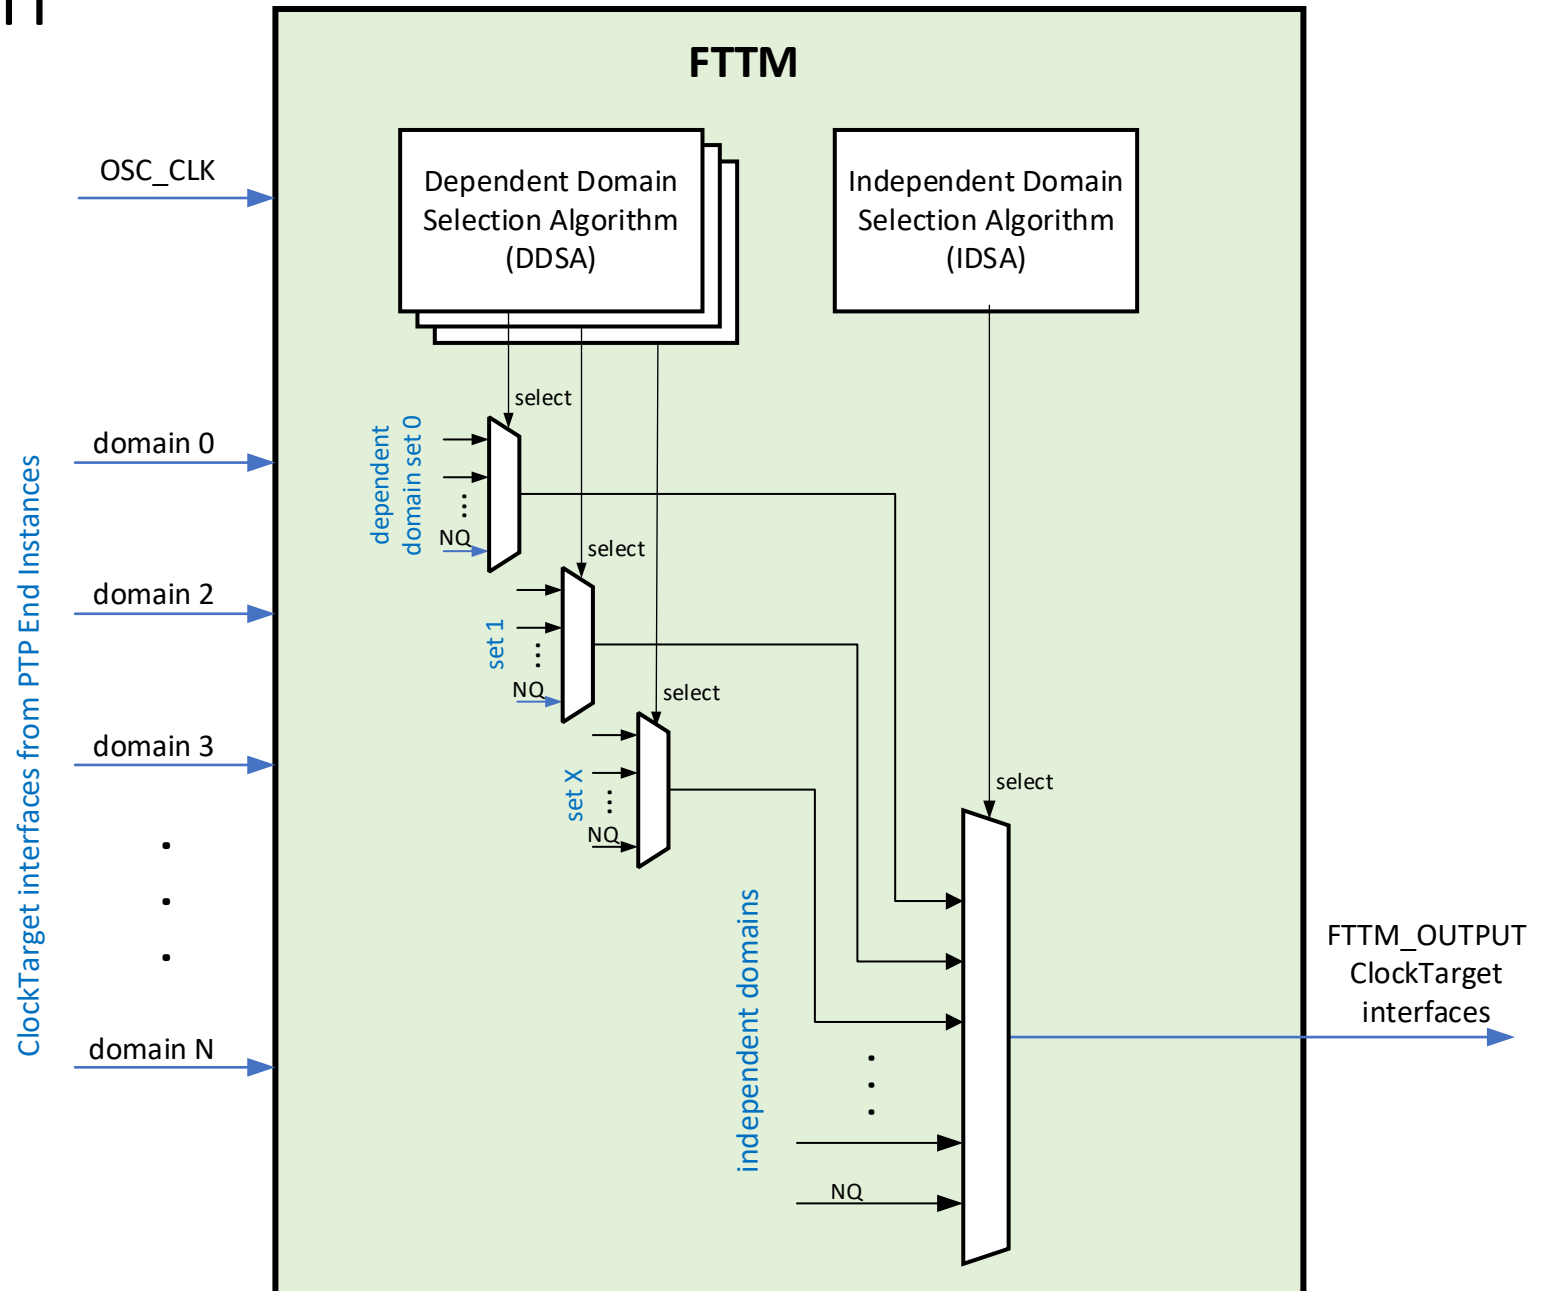 FTTM
OSC_CLK
Dependent Domain
Selection Algorithm
(DDSA)
Independent Domain
Selection Algorithm
(IDSA)
select
dependent
domain set 0
NQ
domain 0
select
set 1
NQ
domain 2
select
set X
NQ
domain 3
select
ClockTarget interfaces from PTP End Instances
independent domains
NQ
domain N
FTTM_OUTPUT
ClockTarget
interfaces